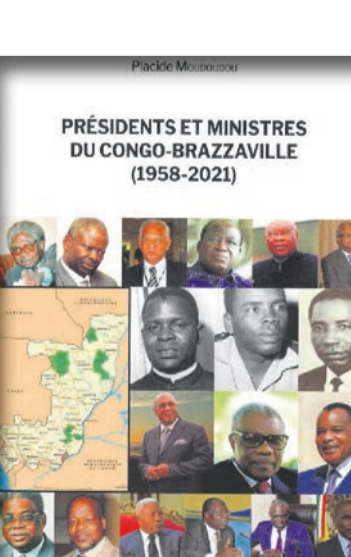 Placide Moudoudou
PRÉSIDENTS ET MINISTRES
DU CONGO-BRAZZAVILLE
(1958-2021)